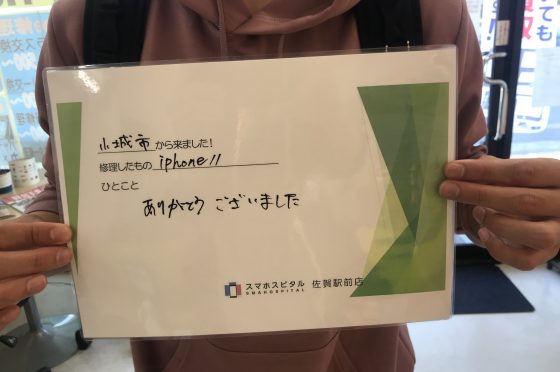 小城市から来ました!
修理したもの iphone11
ひとこと
ありがとうございました
スマホスピタル 佐賀駅前店
SMAHOSPITAL